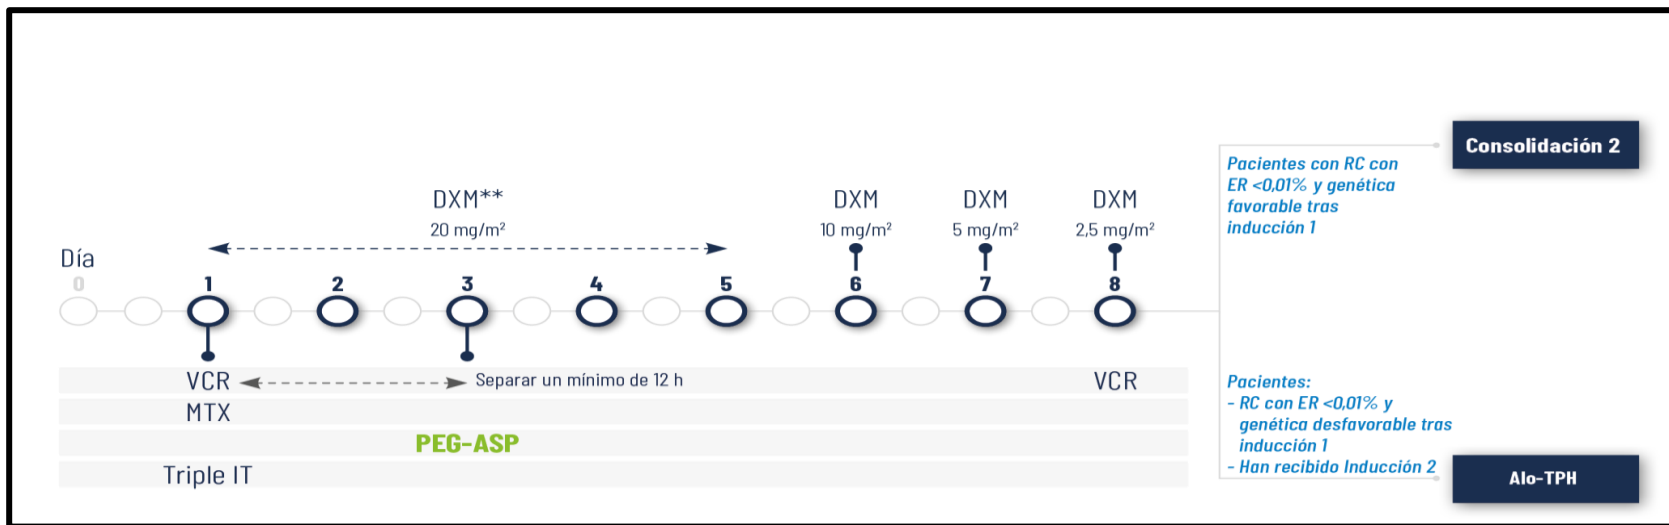 Consolidación 2
Pacientes con RC con
ER <0,01% y genética
favorable tras
inducción 1
DXM**
20 mg/m²
DXM
10 mg/m²
DXM
5 mg/m²
DXM
2,5 mg/m²
Día
0 1 2 3 4 5 6 7 8
VCR Separar un mínimo de 12 h VCR
MTX
PEG-ASP
Triple IT
Pacientes:
- RC con ER <0,01% y
genética desfavorable tras
inducción 1
- Han recibido Inducción 2
Alo-TPH